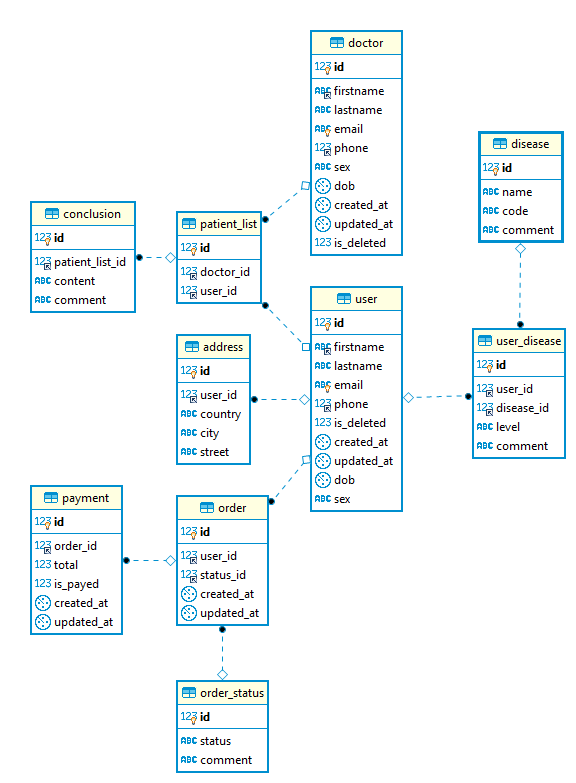 doctor
123 id
123 firstname
ABC lastname
ABC email
123 phone
ABC sex
dob
created_at
updated_at
123 is_deleted
disease
123 id
ABC name
ABC code
ABC comment
conclusion
123 id
123 patient_list_id
ABC content
ABC comment
patient_list
123 id
123 doctor_id
ABC user_id
user
123 id
123 firstname
ABC lastname
ABC email
123 phone
123 is_deleted
created_at
updated_at
dob
ABC sex
address
123 id
123 user_id
ABC country
ABC city
ABC street
user_disease
ABC id
123 user_id
123 disease_id
ABC level
ABC comment
payment
123 id
123 order_id
123 total
123 is_payed
created_at
updated_at
order
123 id
123 user_id
123 status_id
created_at
updated_at
order_status
123 id
ABC status
ABC comment